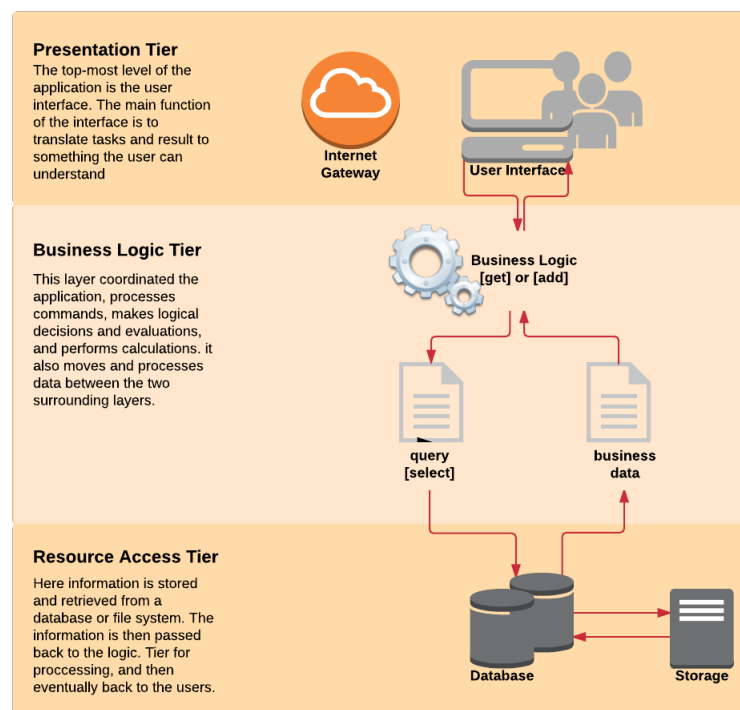 Presentation Tier
The top-most level of the
application is the user
interface. The main function
of the interface is to
translate tasks and result to
something the user can
understand
Internet
Gateway
User Interface
Business Logic Tier
This layer coordinated the
application, processes
commands, makes logical
decisions and evaluations,
and performs calculations. it
also moves and processes
data between the two
surrounding layers.
Business Logic
[get] or [add]
query
[select]
business
data
Resource Access Tier
Here information is stored
and retrieved from a
database or file system. The
information is then passed
back to the logic. Tier for
proccessing, and then
eventually back to the users.
Database
Storage